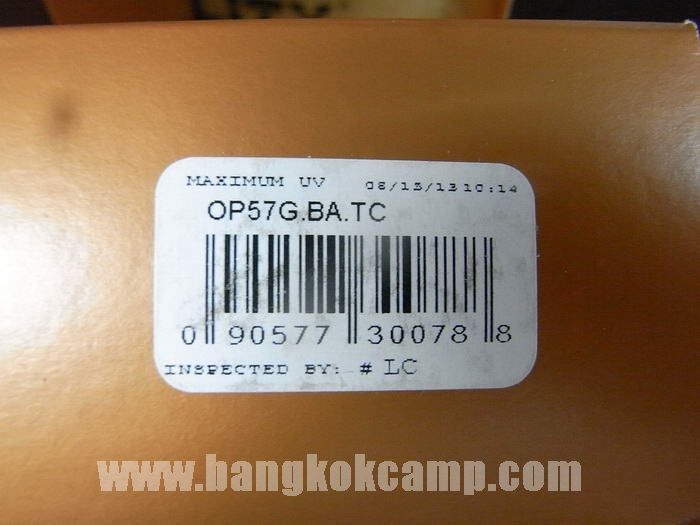 MAXIMUM UV 08/13/13 10:14
OP57G.BA.TC
0 90577 30078 8
INSPECTED BY: # LC
www.bangkokcamp.com